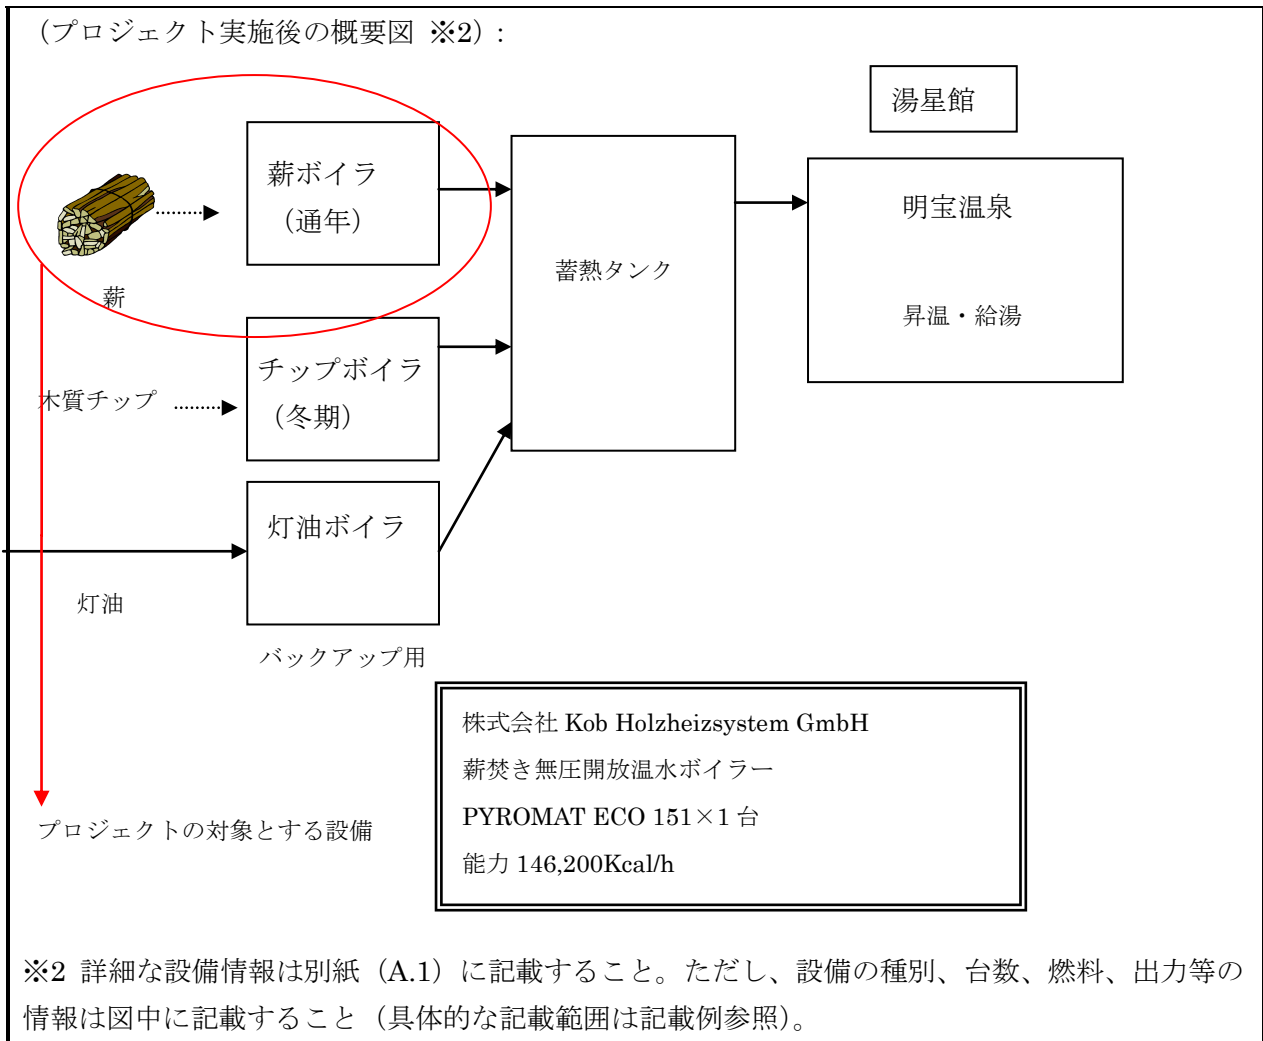 （プロジェクト実施後の概要図 ※2）：
湯星館
薪ボイラ
（通年）
薪
蓄熱タンク
明宝温泉
昇温・給湯
チップボイラ
（冬期）
木質チップ
灯油ボイラ
灯油
バックアップ用
株式会社 Kob Holzheizsystem GmbH
薪焚き無圧開放温水ボイラー
PYROMAT ECO 151×1 台
能力 146,200Kcal/h
プロジェクトの対象とする設備
※2 詳細な設備情報は別紙（A.1）に記載すること。ただし、設備の種別、台数、燃料、出力等の
情報は図中に記載すること（具体的な記載範囲は記載例参照）。